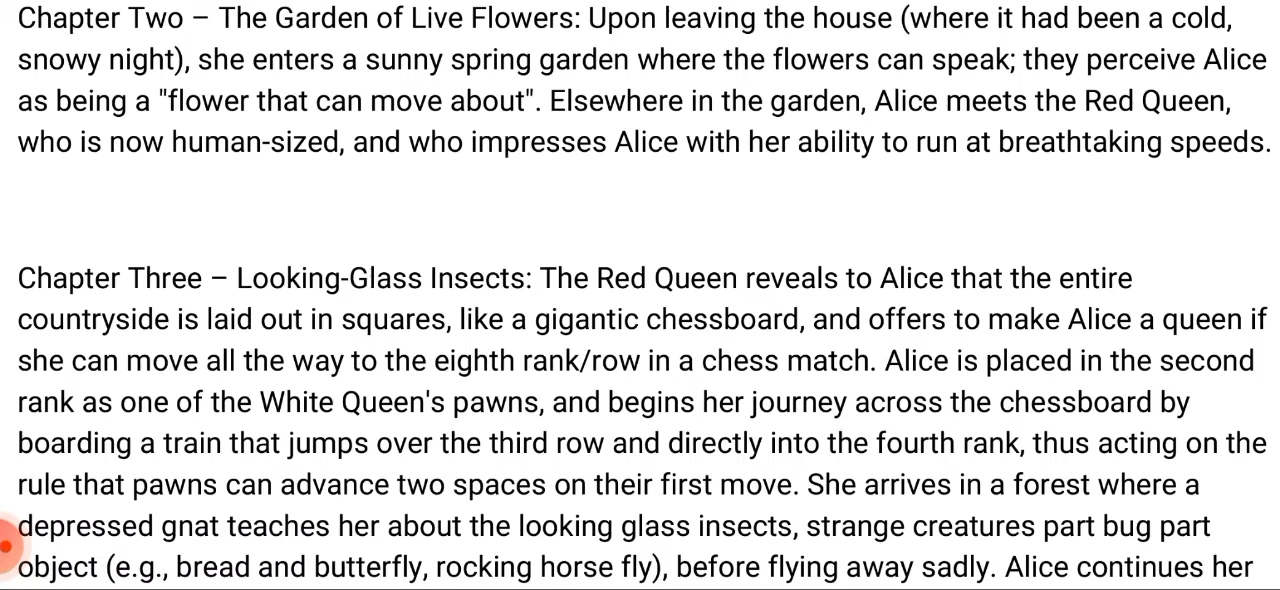 Chapter Two – The Garden of Live Flowers: Upon leaving the house (where it had been a cold,
snowy night), she enters a sunny spring garden where the flowers can speak; they perceive Alice
as being a "flower that can move about". Elsewhere in the garden, Alice meets the Red Queen,
who is now human-sized, and who impresses Alice with her ability to run at breathtaking speeds.
Chapter Three – Looking-Glass Insects: The Red Queen reveals to Alice that the entire
countryside is laid out in squares, like a gigantic chessboard, and offers to make Alice a queen if
she can move all the way to the eighth rank/row in a chess match. Alice is placed in the second
rank as one of the White Queen's pawns, and begins her journey across the chessboard by
boarding a train that jumps over the third row and directly into the fourth rank, thus acting on the
rule that pawns can advance two spaces on their first move. She arrives in a forest where a
depressed gnat teaches her about the looking glass insects, strange creatures part bug part
object (e.g., bread and butterfly, rocking horse fly), before flying away sadly. Alice continues her